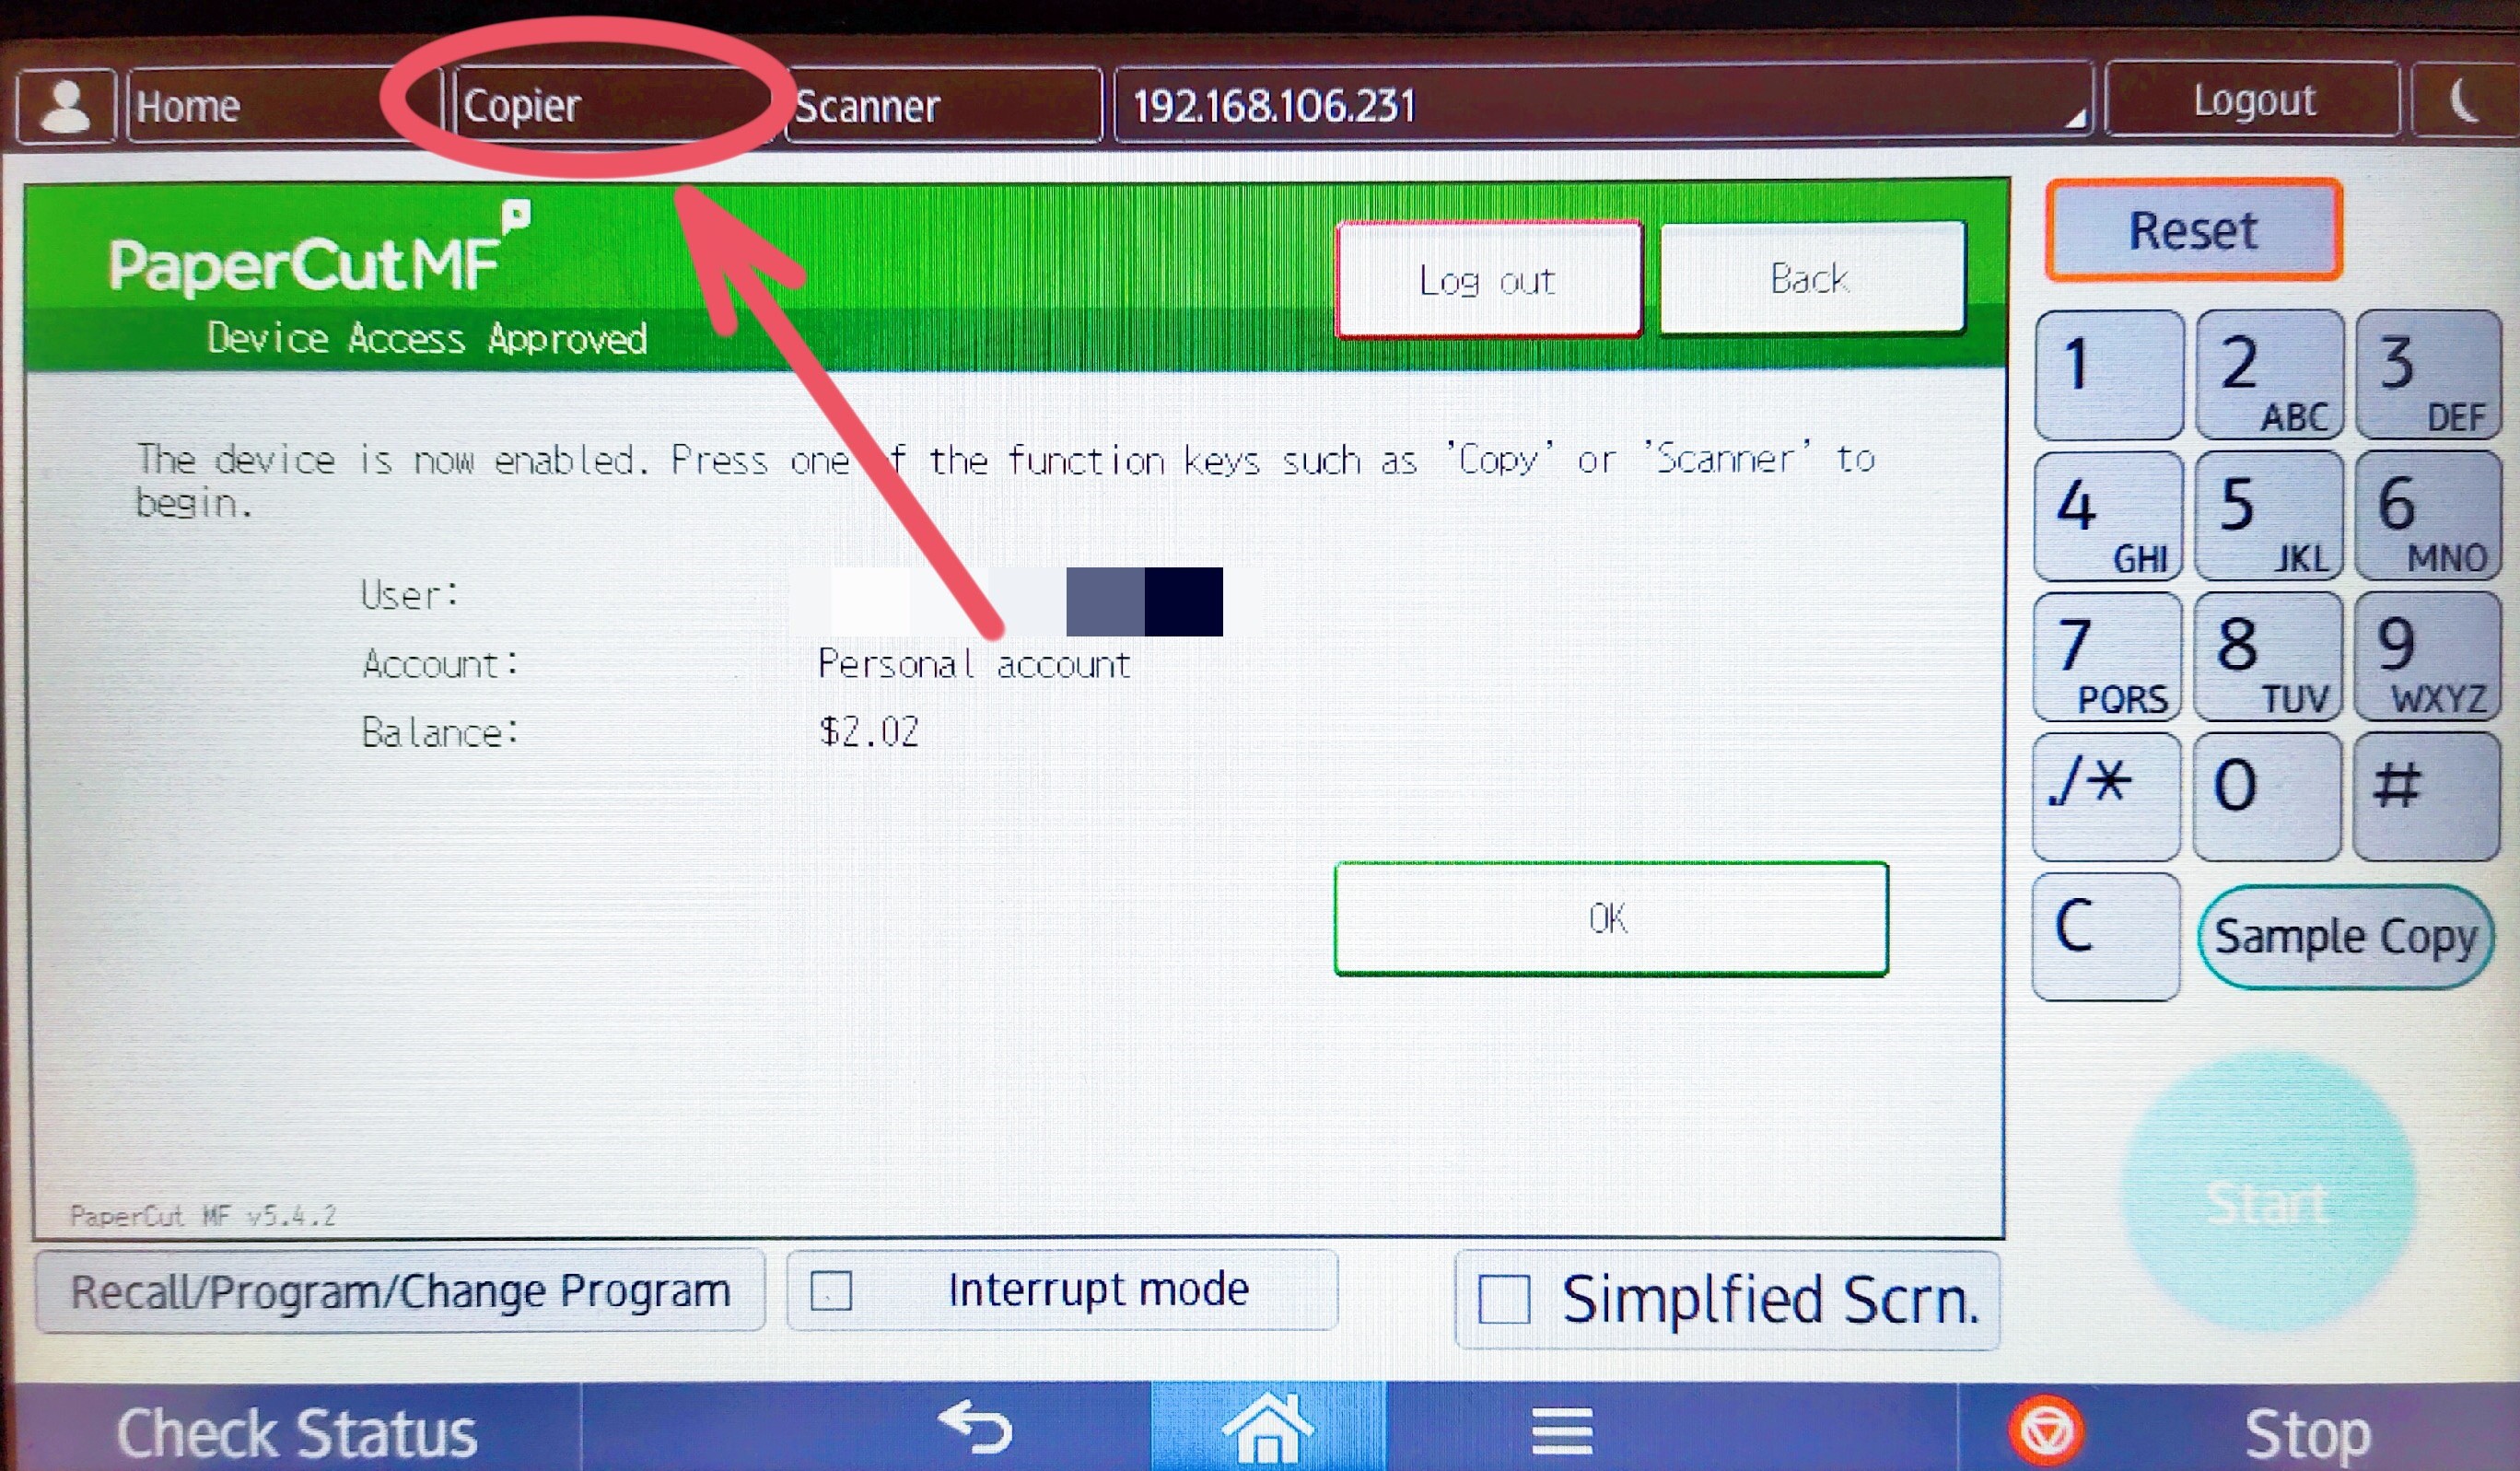 Home
Copier
Scanner
192.168.106.231
Logout
PaperCut MF
Log out
Back
Device Access Approved
The device is now enabled. Press one of the function keys such as 'Copy' or 'Scanner' to
begin.
User:
Account: Personal account
Balance: $2.02
OK
PaperCut MF v5.4.2
Recall/Program/Change Program
Interrupt mode
Simplfied Scrn.
Reset
1
2 ABC
3 DEF
4 GHI
5 JKL
6 MNO
7 PQRS
8 TUV
9 WXYZ
./*
0
#
C
Sample Copy
Start
Check Status
Stop